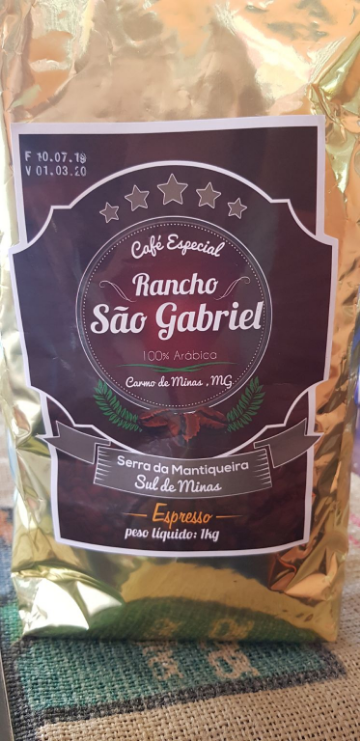 F 10.07.19
V 01.03.20
Café Especial
Rancho
São Gabriel
100% Arábica
Carmo de Minas , MG
Serra da Mantiqueira
Sul de Minas
Espresso
peso líquido: 1kg